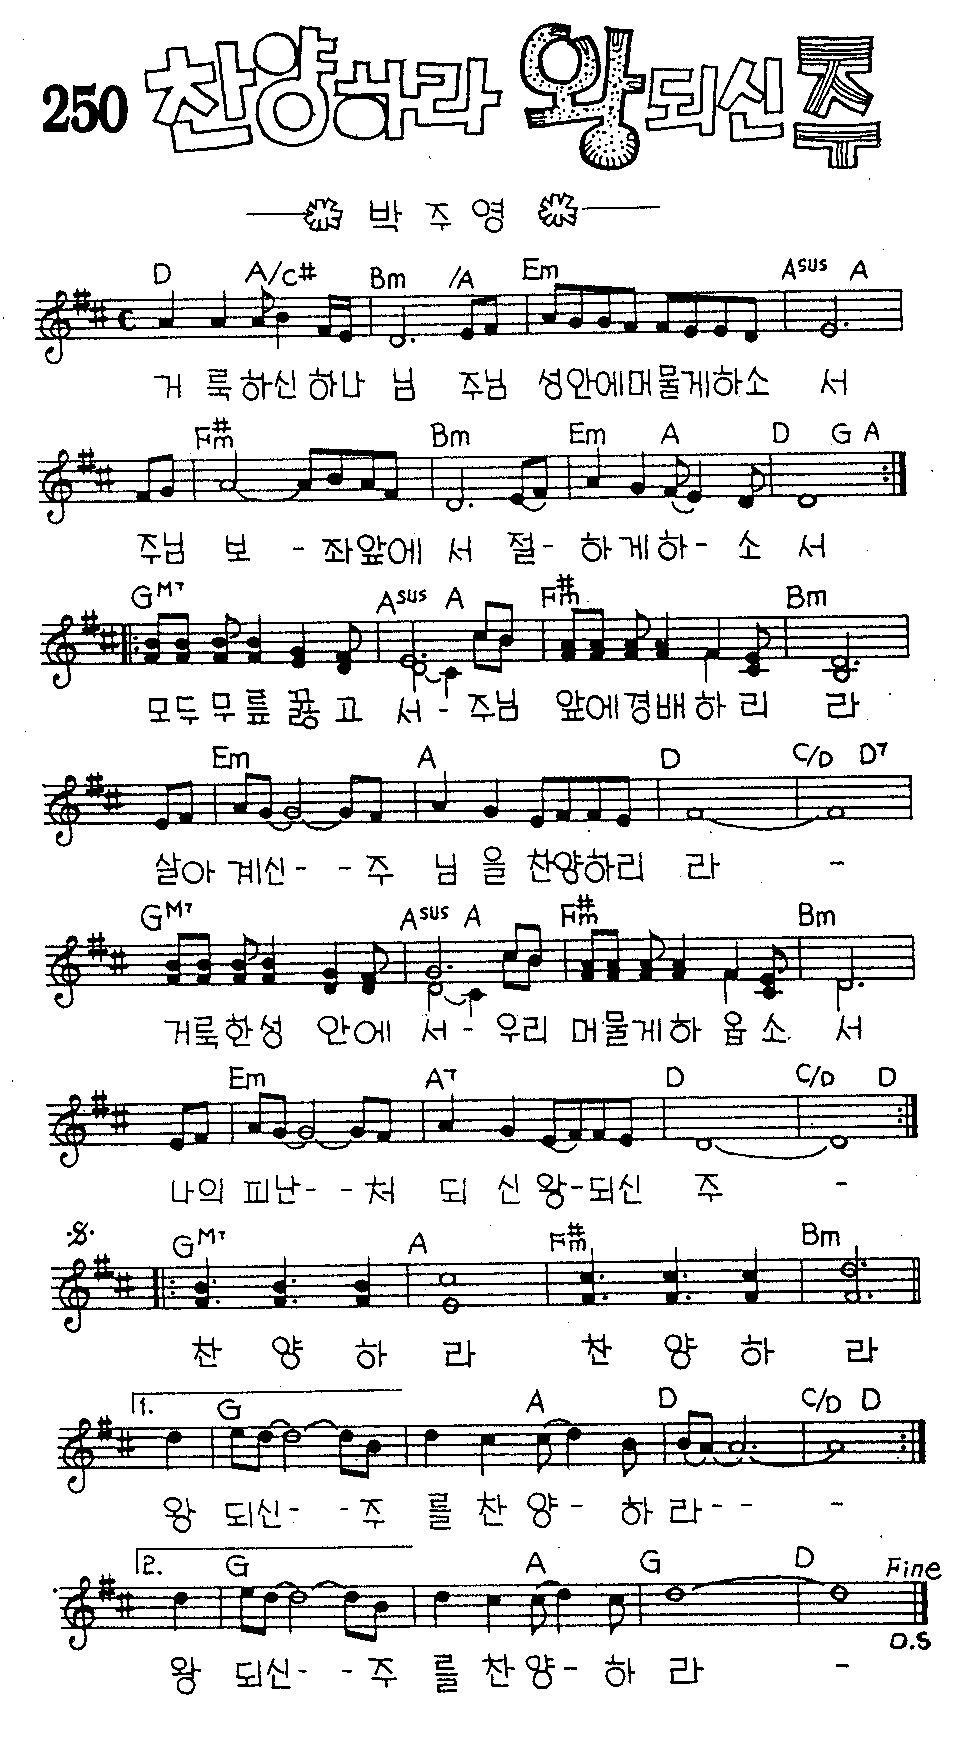 250 찬양하라 왕되신 주
박주영
D A/C# Bm /A Em Asus A
거 룩하신하나 님 주님 성안에머물게하소 서
F#m Bm Em A D G A
주님 보 - 좌앞에 서 절- 하게하- 소 서
GM7 Asus A F#m Bm
모두무릎 꿇고 서- 주님 앞에경배하리 라
Em A D C/D D7
살아계신- - 주 님을 찬양하리 라 -
GM7 Asus A F#m Bm
거룩한성 안에 서- 우리 머물게하 옵소 서
Em A7 D C/D D
나의 피난- - 처 되 신 왕-되신 주 -
GM7 A F#m Bm
찬 양 하 라 찬 양 하 라
1. G A D C/D D
왕 되신- - 주 를 찬 양- 하 라- - -
2. G A G D Fine
D.S
왕 되신- - 주 를 찬 양- 하 라 -